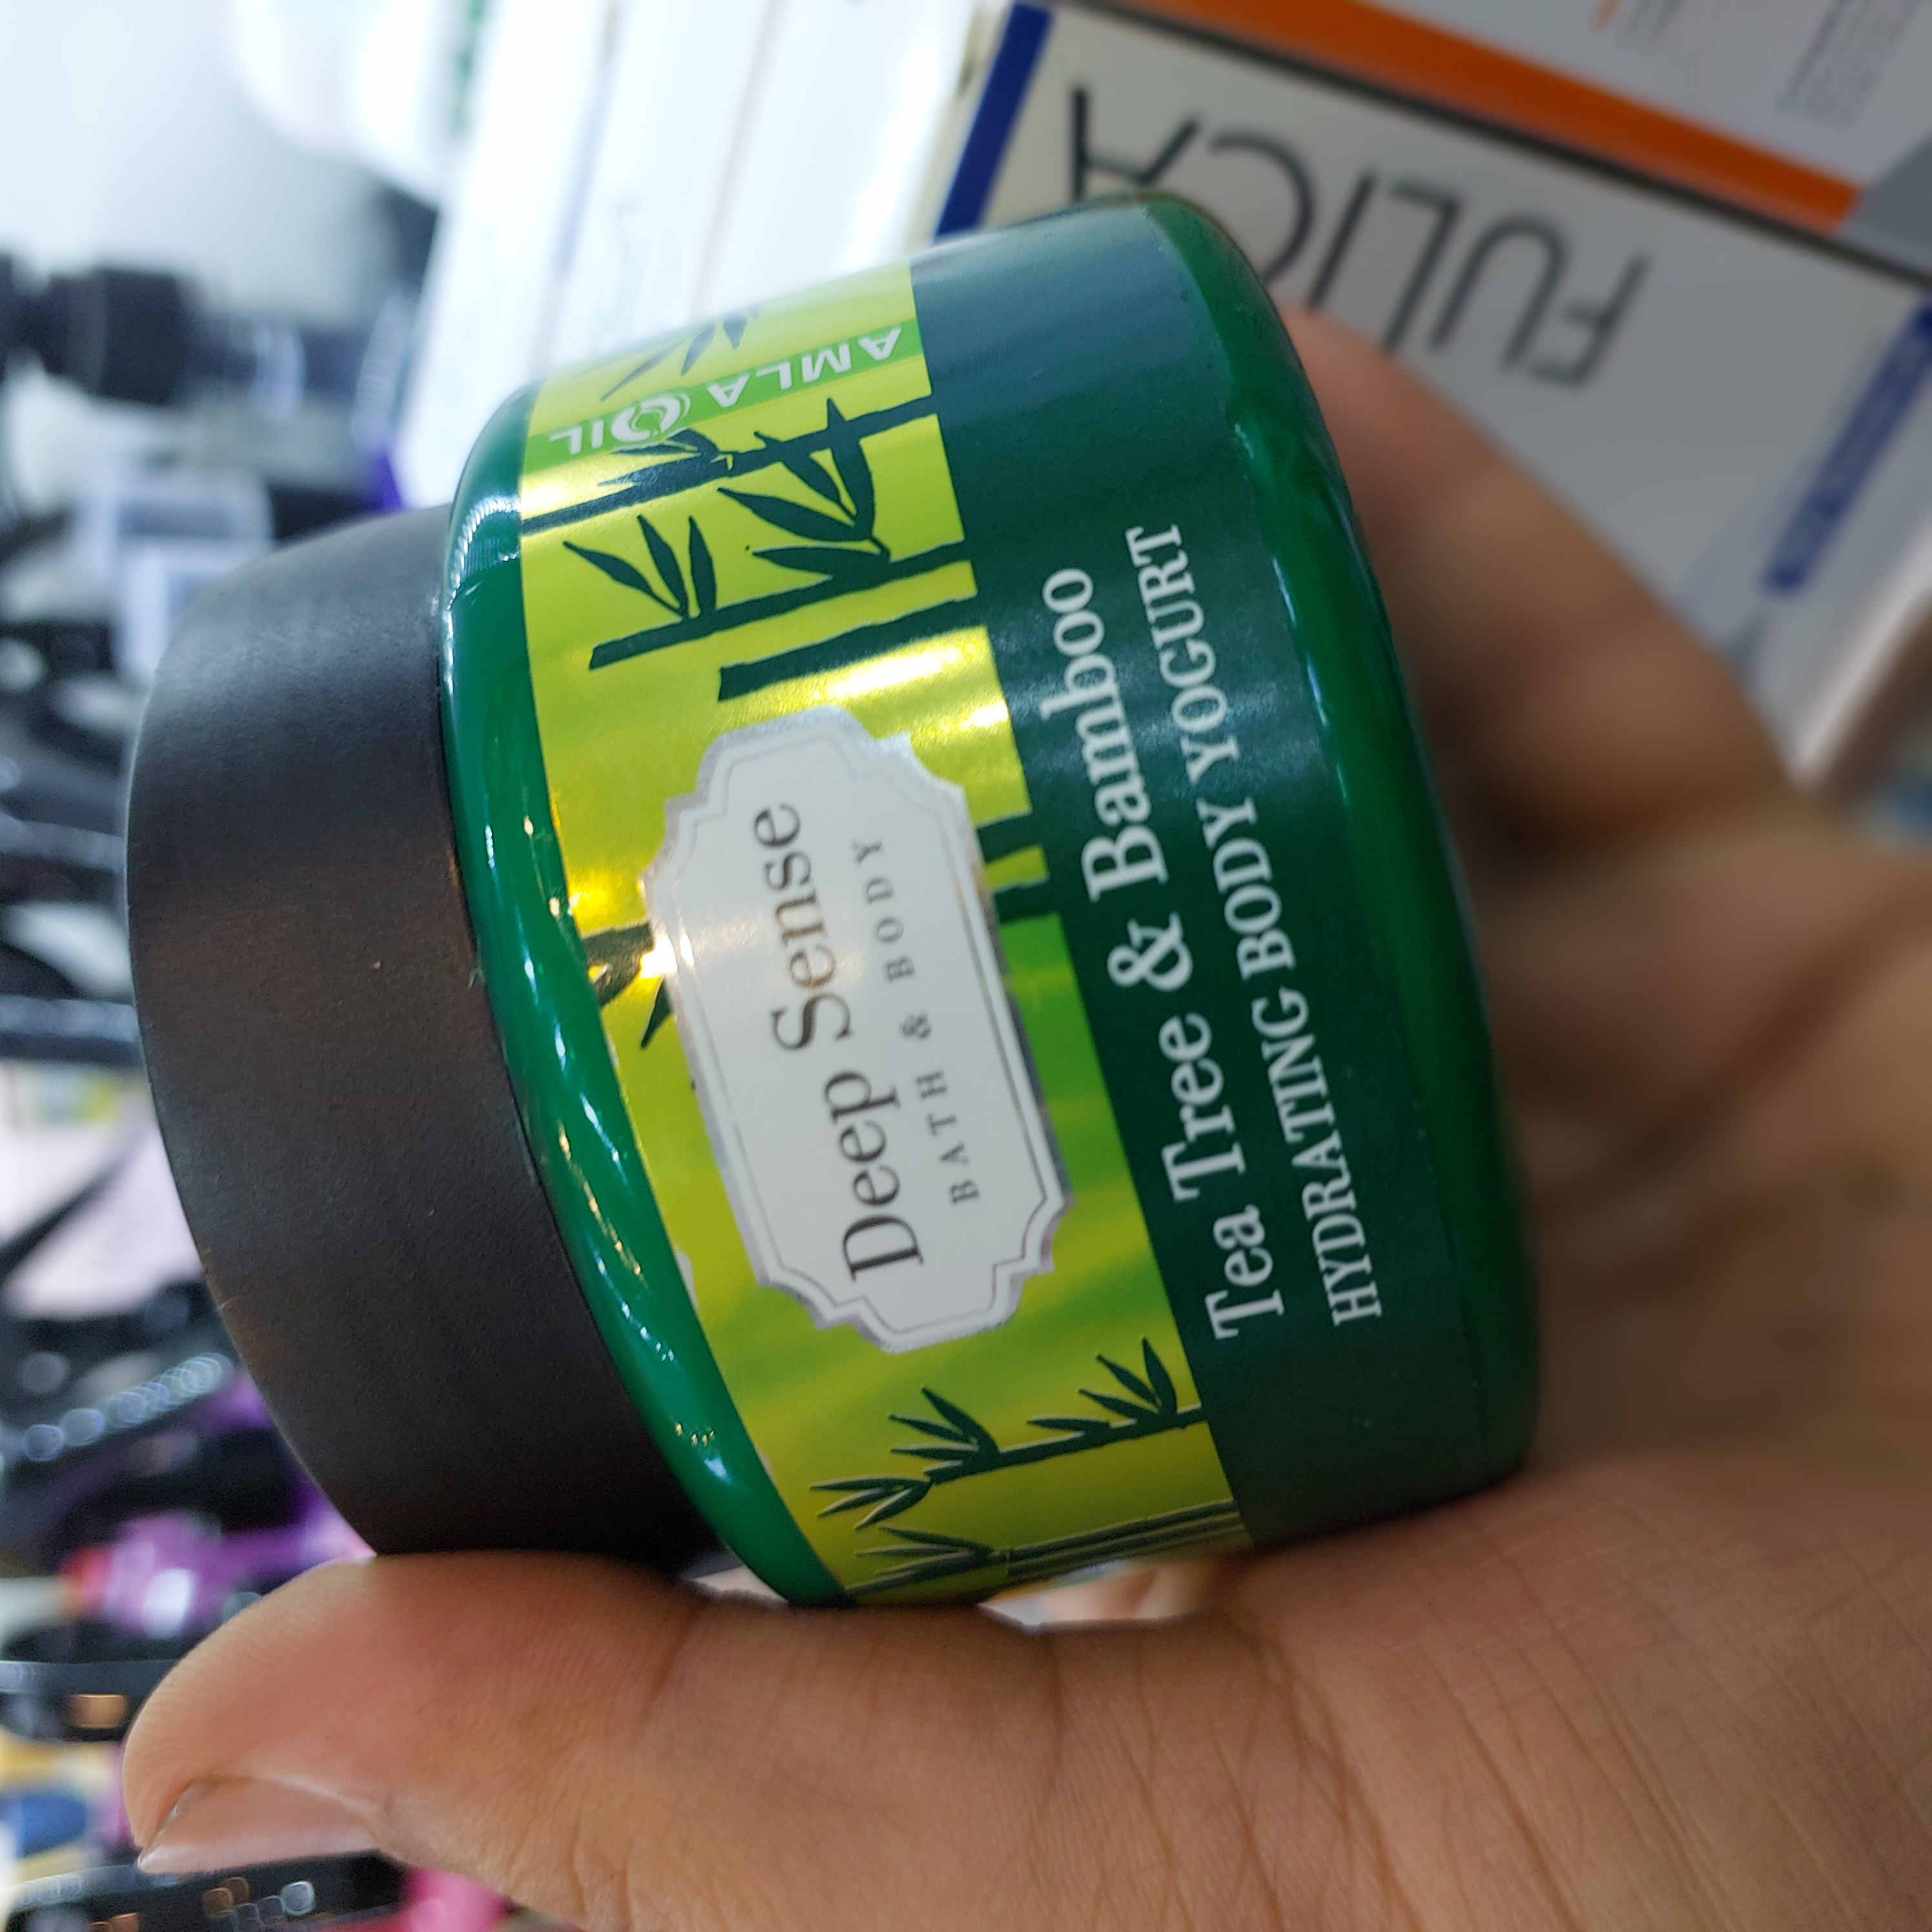 Deep Sense
BATH & BODY
Tea Tree & Bamboo
HYDRATING BODY YOGURT
AMLA OIL
FULICA